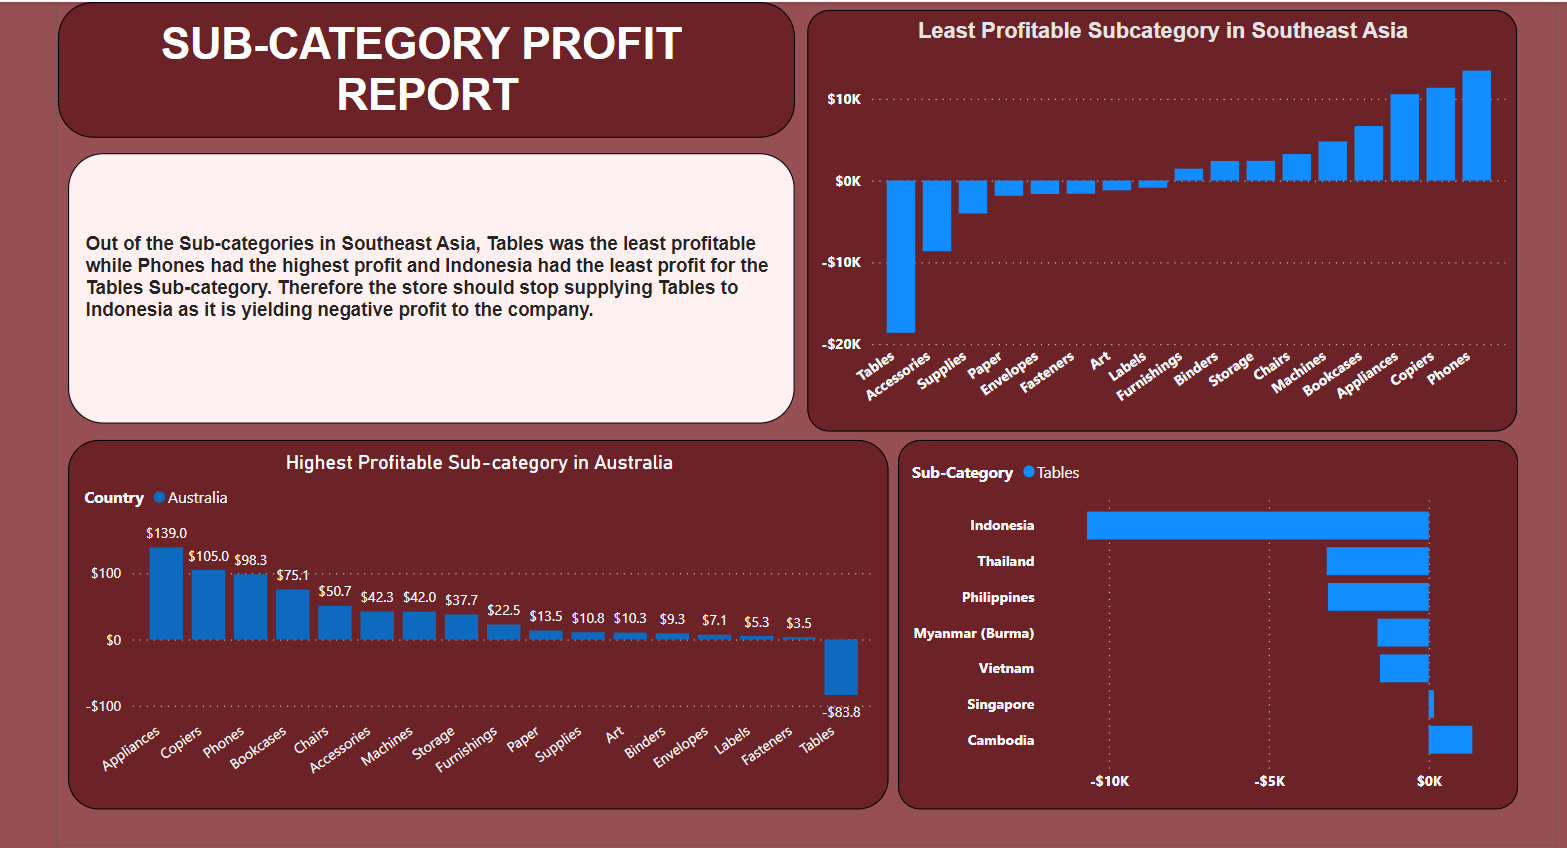 SUB-CATEGORY PROFIT
REPORT
Out of the Sub-categories in Southeast Asia, Tables was the least profitable
while Phones had the highest profit and Indonesia had the least profit for the
Tables Sub-category. Therefore the store should stop supplying Tables to
Indonesia as it is yielding negative profit to the company.
Least Profitable Subcategory in Southeast Asia
$10K
$0K
-$10K
-$20K
Tables
Accessories
Supplies
Paper
Envelopes
Fasteners
Art
Labels
Furnishings
Binders
Storage
Chairs
Machines
Bookcases
Appliances
Copiers
Phones
Highest Profitable Sub-category in Australia
Country Australia
$139.0
$105.0
$98.3
$75.1
$50.7
$42.3
$42.0
$37.7
$22.5
$13.5
$10.8
$10.3
$9.3
$7.1
$5.3
$3.5
-$83.8
$100
$0
-$100
Appliances
Copiers
Phones
Bookcases
Chairs
Accessories
Machines
Storage
Furnishings
Paper
Supplies
Art
Binders
Envelopes
Labels
Fasteners
Tables
Sub-Category Tables
Indonesia
Thailand
Philippines
Myanmar (Burma)
Vietnam
Singapore
Cambodia
-$10K
-$5K
$0K